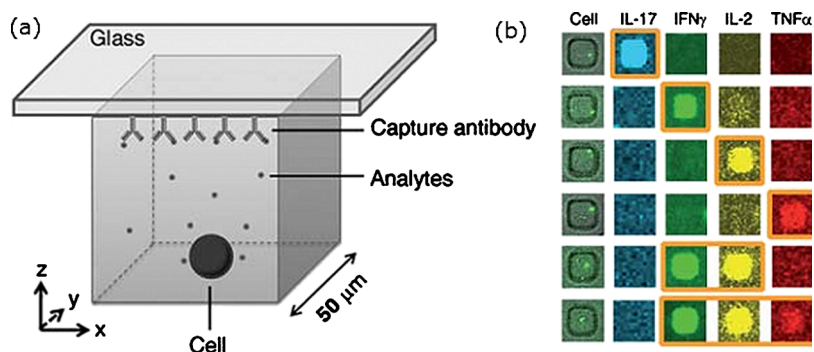 (a)
Glass
Capture antibody
Analytes
50 μm
Cell
z
y
x
(b)
Cell IL-17 IFNγ IL-2 TNFα